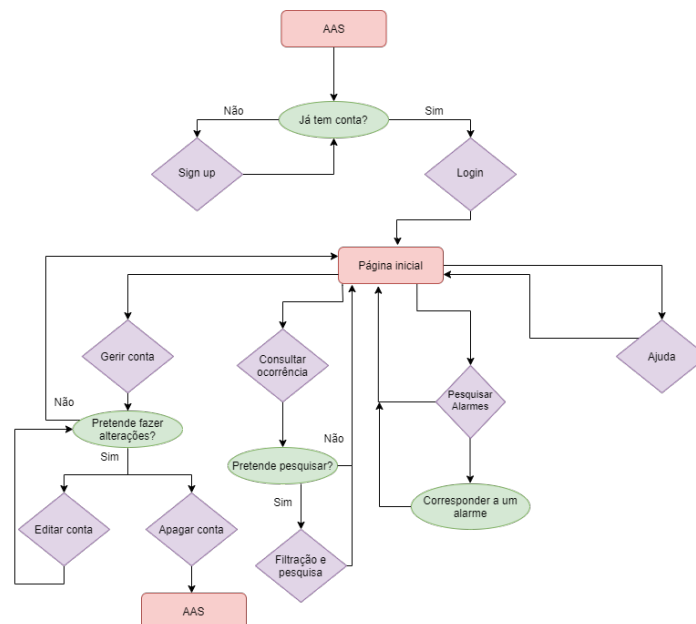 AAS
Não
Já tem conta?
Sim
Sign up
Login
Página inicial
Gerir conta
Consultar
ocorrência
Ajuda
Pesquisar
Alarmes
Não
Pretende fazer
alterações?
Sim
Não
Pretende pesquisar?
Sim
Corresponder a um
alarme
Editar conta
Apagar conta
Filtração e
pesquisa
AAS